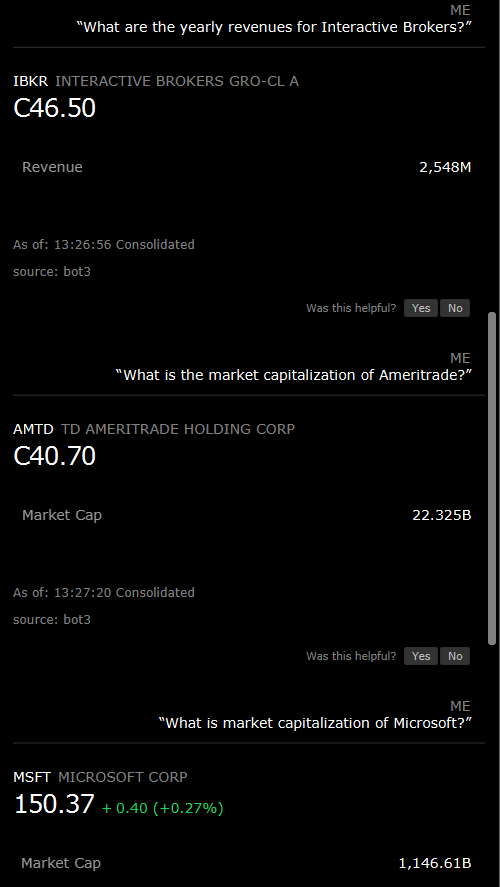 ME
“What are the yearly revenues for Interactive Brokers?”
IBKR INTERACTIVE BROKERS GRO-CL A
C46.50
Revenue 2,548M
As of: 13:26:56 Consolidated
source: bot3
Was this helpful? Yes No
ME
“What is the market capitalization of Ameritrade?”
AMTD TD AMERITRADE HOLDING CORP
C40.70
Market Cap 22.325B
As of: 13:27:20 Consolidated
source: bot3
Was this helpful? Yes No
ME
“What is market capitalization of Microsoft?”
MSFT MICROSOFT CORP
150.37 + 0.40 (+0.27%)
Market Cap 1,146.61B